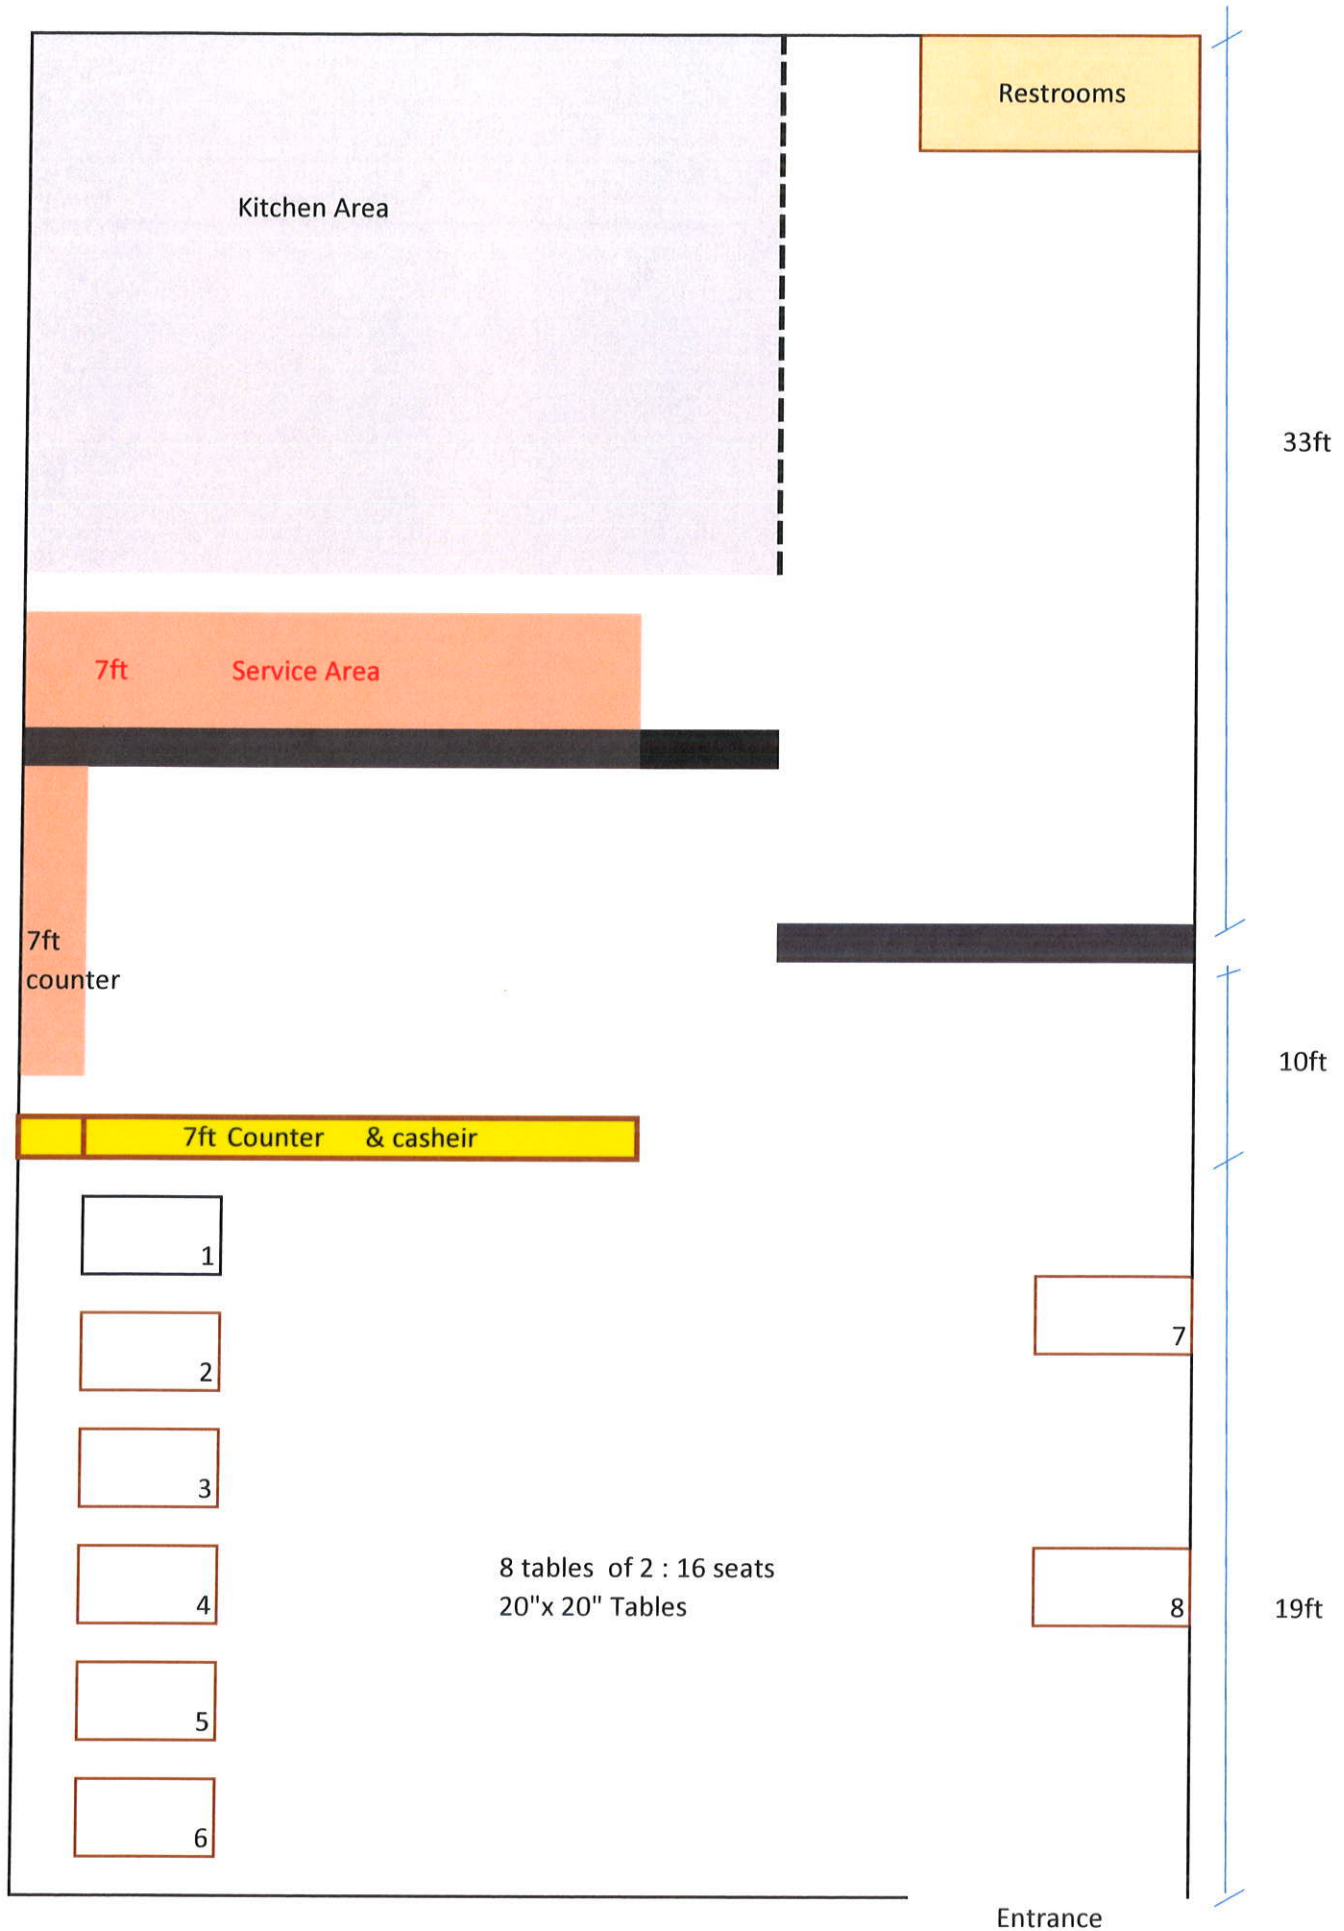 Restrooms
Kitchen Area
33ft
7ft Service Area
7ft
counter
10ft
7ft Counter & casheir
1
2
3
4
5
6
7
8
8 tables of 2 : 16 seats
20"x 20" Tables
19ft
Entrance